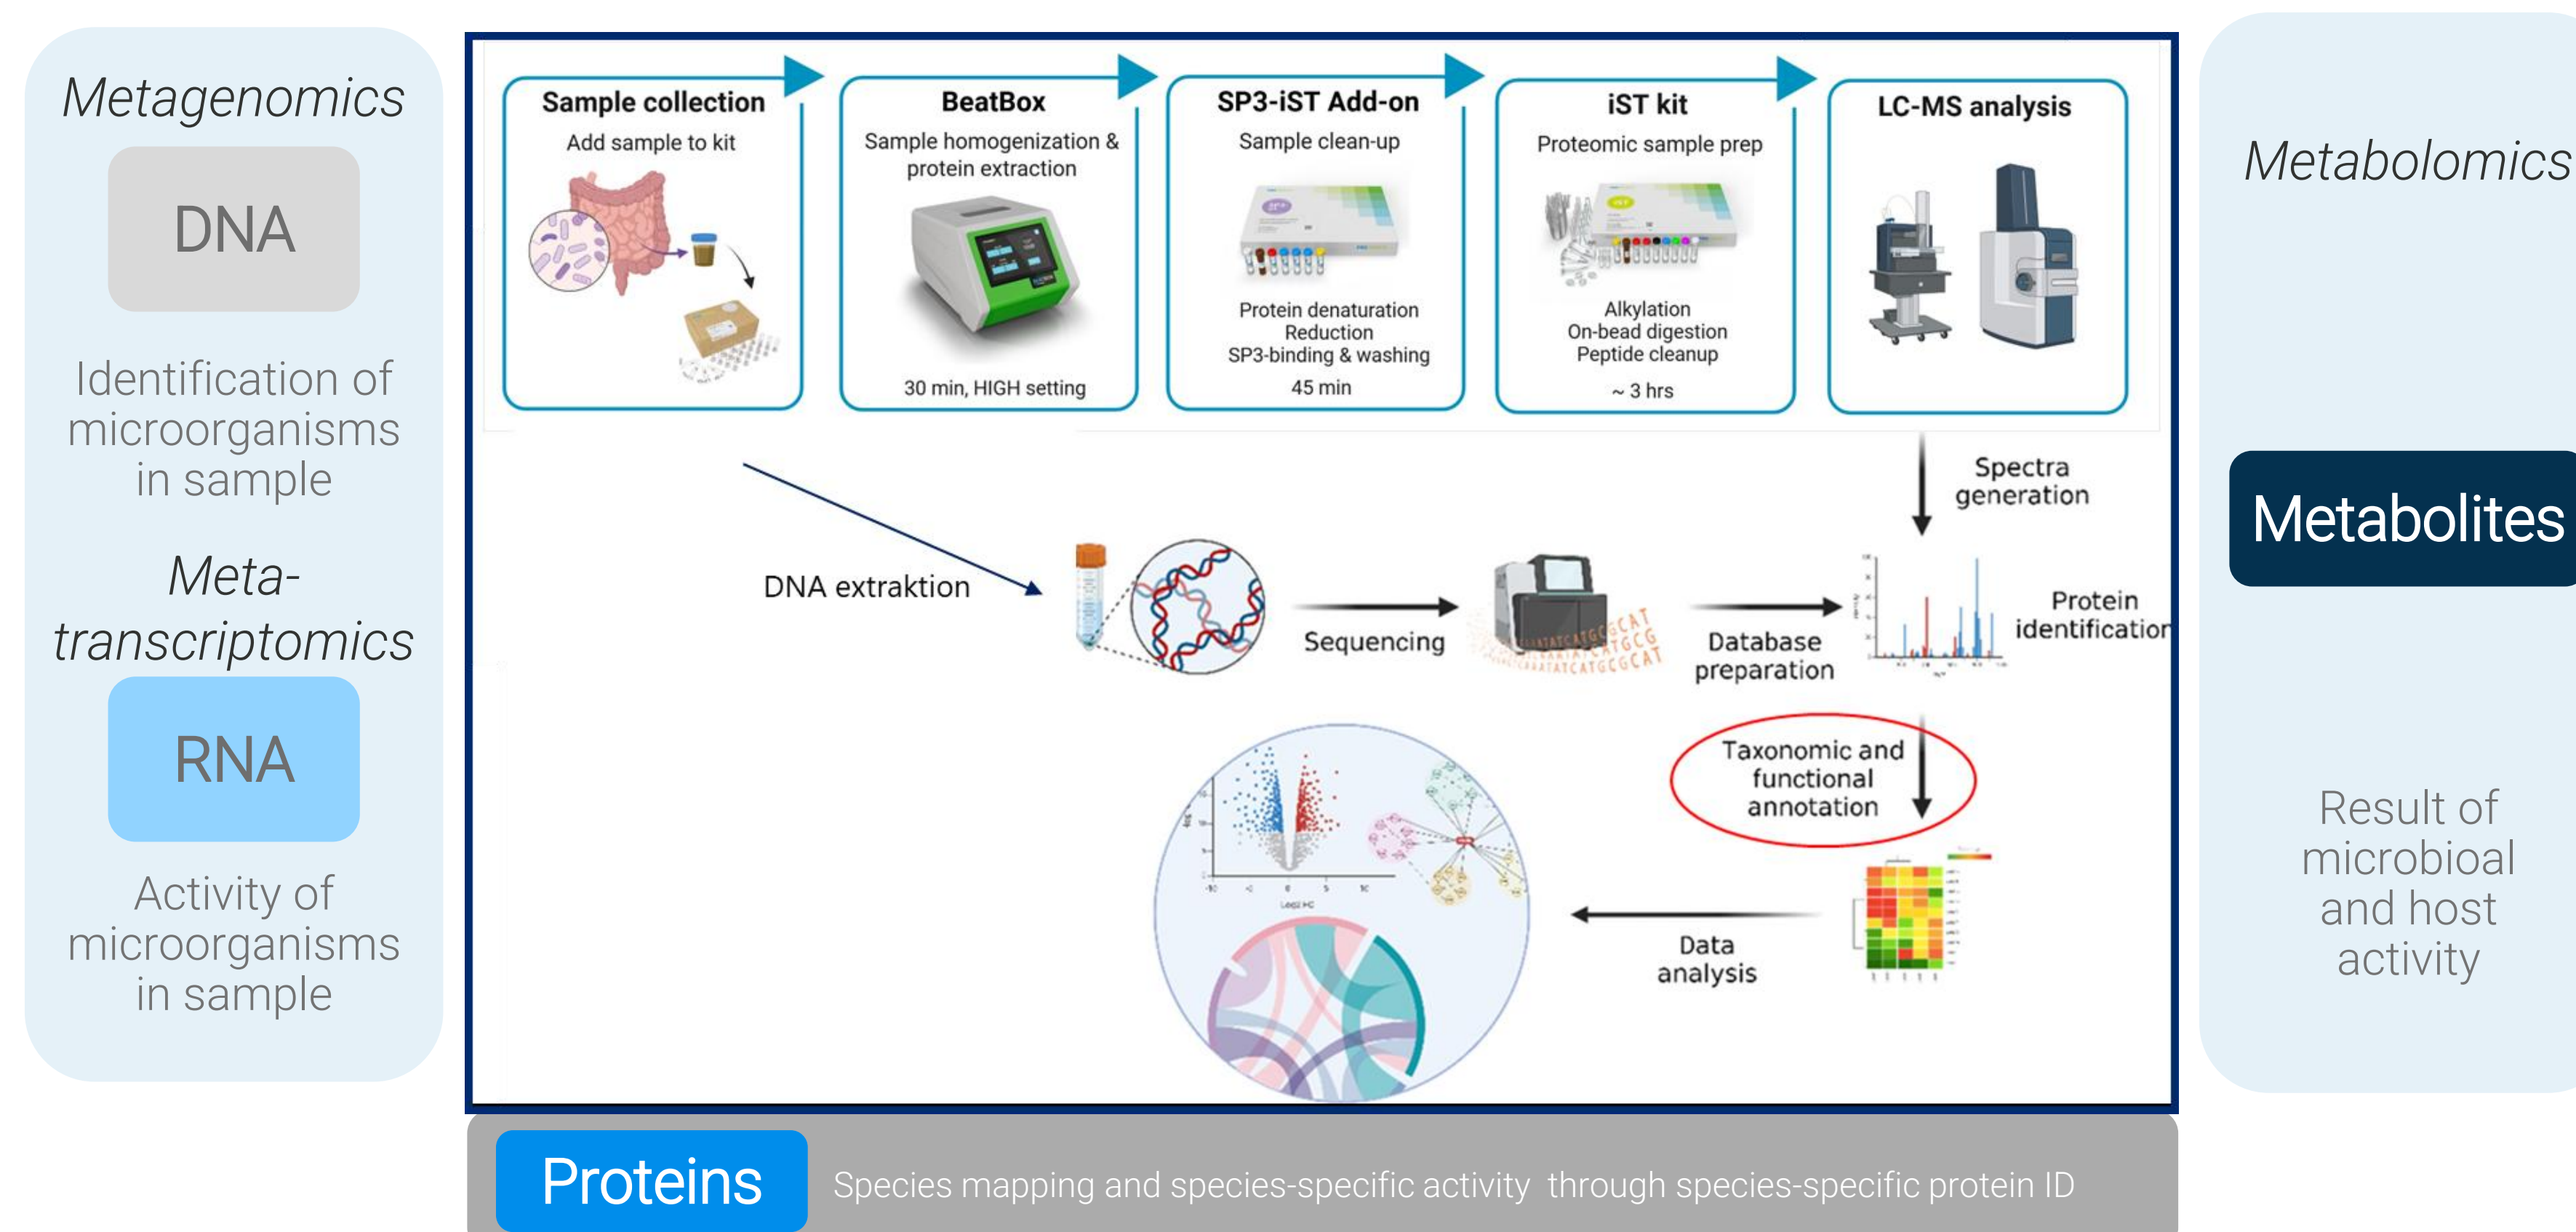 Metagenomics
DNA
Identification of
microorganisms
in sample
Meta-
transcriptomics
RNA
Activity of
microorganisms
in sample
Sample collection
Add sample to kit
BeatBox
Sample homogenization &
protein extraction
30 min, HIGH setting
SP3-iST Add-on
Sample clean-up
Protein denaturation
Reduction
SP3-binding & washing
45 min
iST kit
Proteomic sample prep
Alkylation
On-bead digestion
Peptide cleanup
~ 3 hrs
LC-MS analysis
Spectra
generation
DNA extraktion
Sequencing
Database
preparation
Protein
identification
Taxonomic and
functional
annotation
Data
analysis
Proteins
Species mapping and species-specific activity through species-specific protein ID
Metabolomics
Metabolites
Result of
microbioal
and host
activity